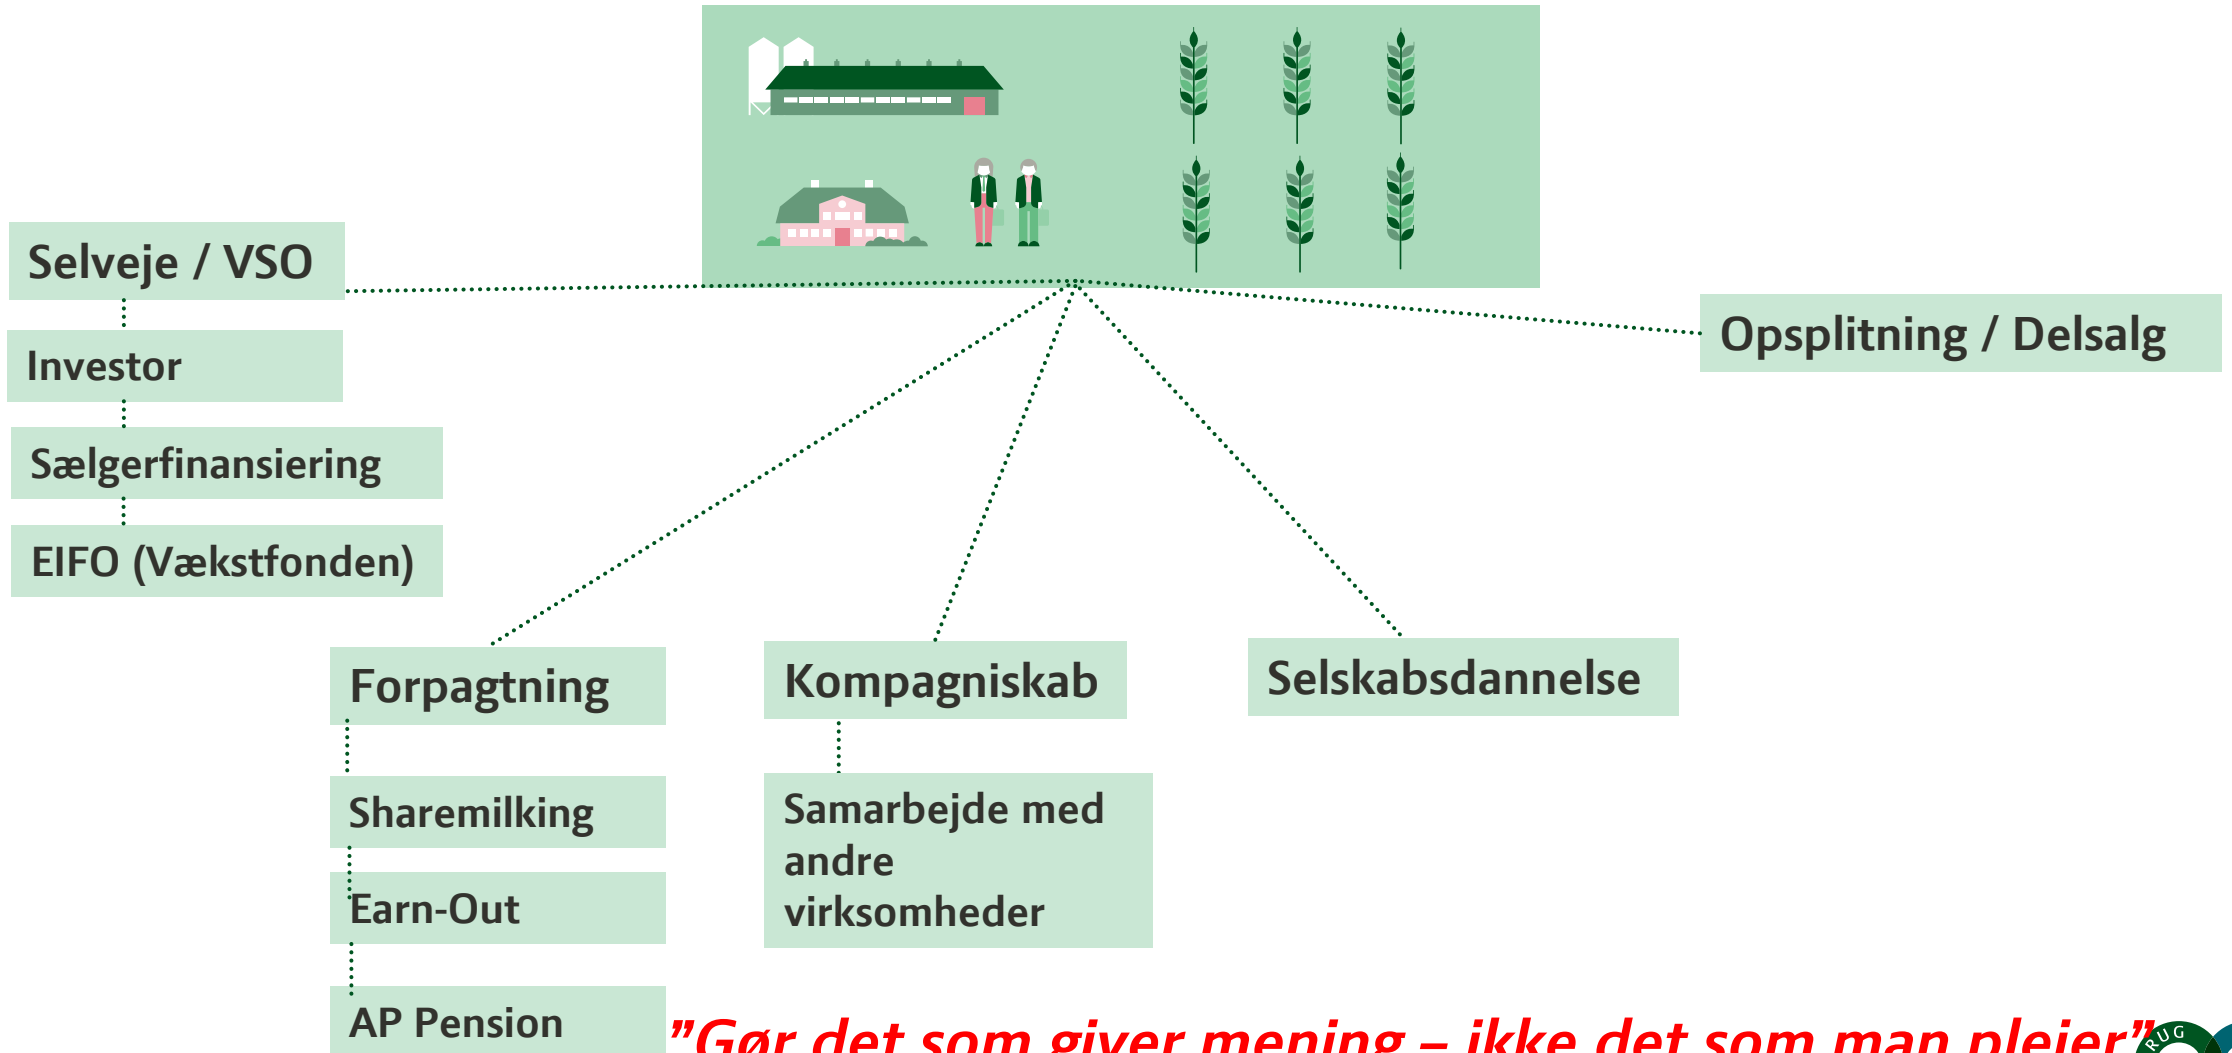 Selveje / VSO
Investor
Sælgerfinansiering
EIFO (Vækstfonden)
Opsplitning / Delsalg
Forpagtning
Sharemilking
Earn-Out
AP Pension
Kompagniskab
Samarbejde med
andre
virksomheder
Selskabsdannelse
”Gør det som giver mening – ikke det som man plejer”
RUG